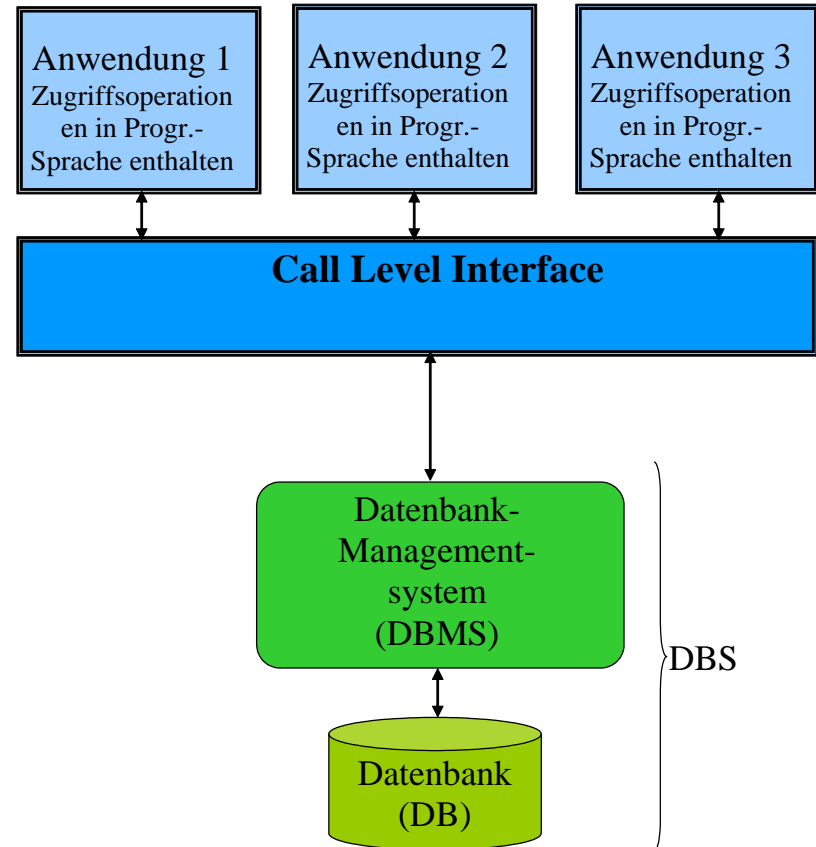 Anwendung 1
Zugriffsoperation
en in Progr.-
Sprache enthalten
Anwendung 2
Zugriffsoperation
en in Progr.-
Sprache enthalten
Anwendung 3
Zugriffsoperation
en in Progr.-
Sprache enthalten
Call Level Interface
Datenbank-
Management-
system
(DBMS)
DBS
Datenbank
(DB)